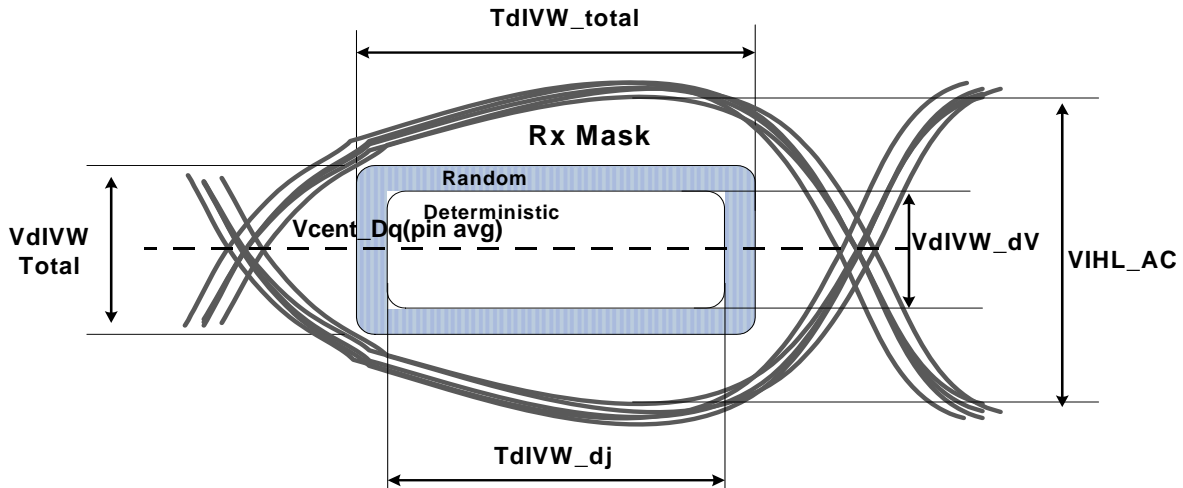 TdIVW_total
Rx Mask
Random
Deterministic
Vcent_Dq(pin avg)
VdIVW
Total
VdIVW_dV
VIHL_AC
TdIVW_dj